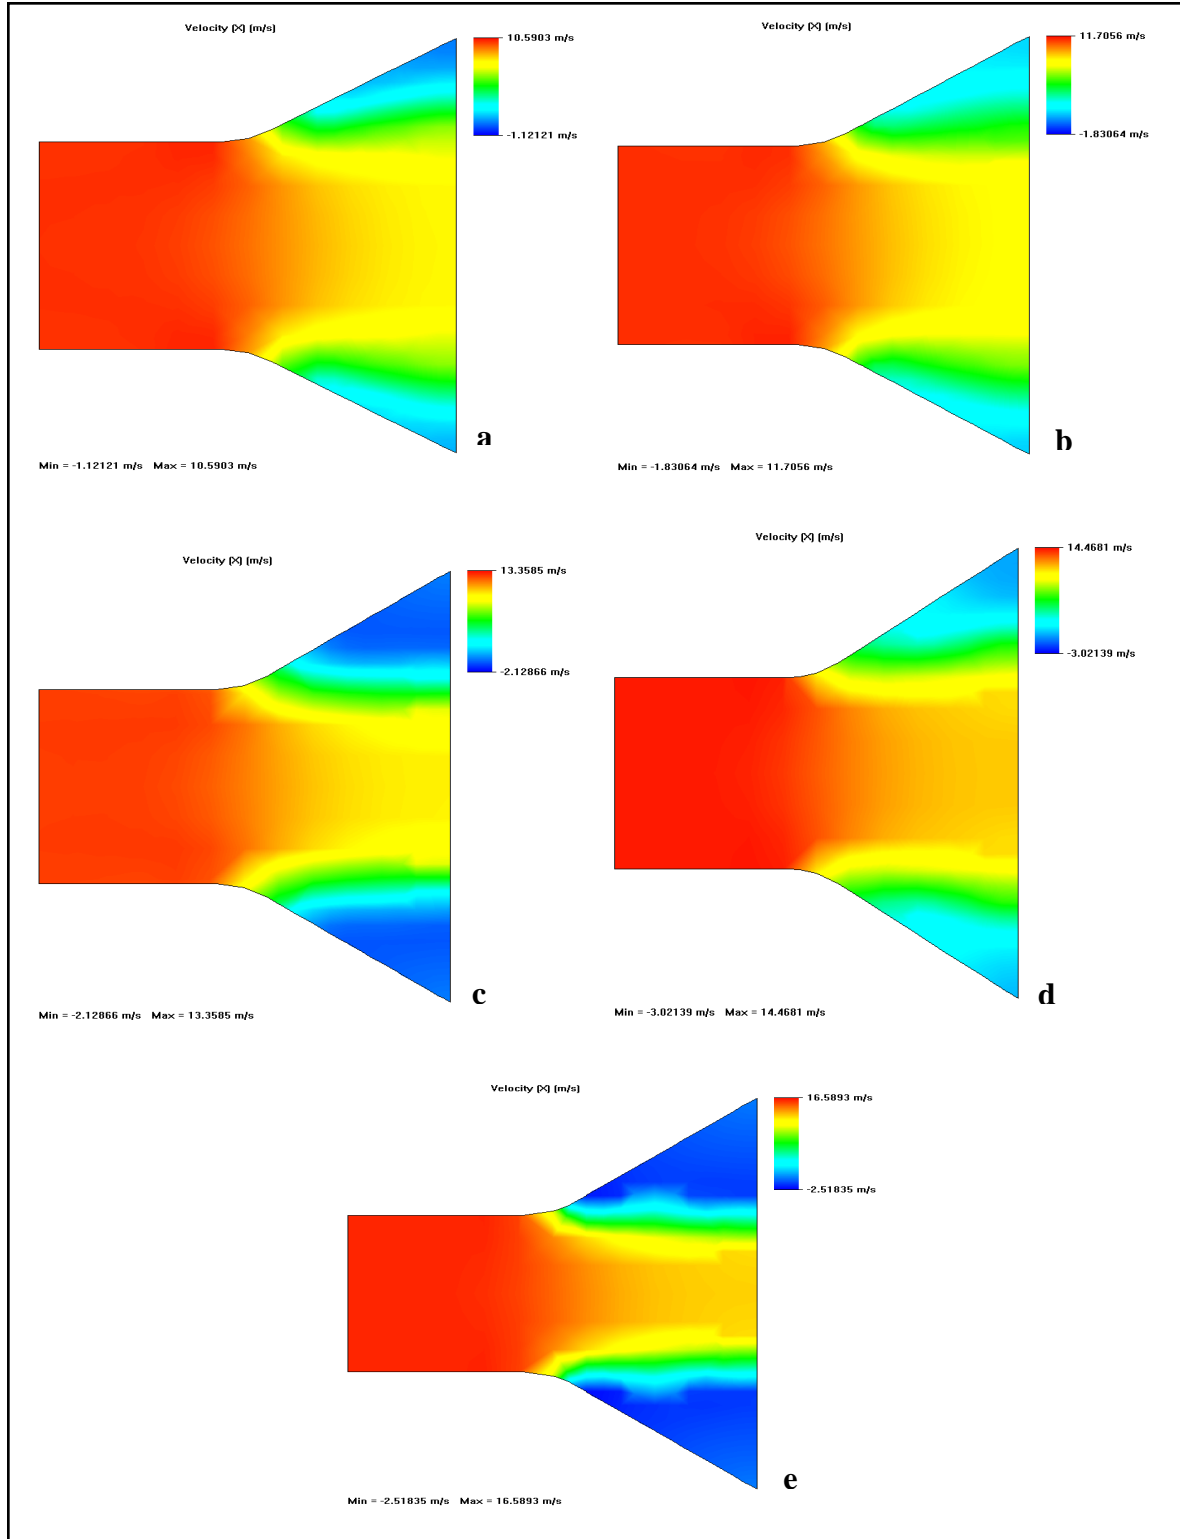 Velocity (X) (m/s)
10.5903 m/s
-1.12121 m/s
a
Min = -1.12121 m/s Max = 10.5903 m/s
Velocity (X) (m/s)
11.7056 m/s
-1.83064 m/s
b
Min = -1.83064 m/s Max = 11.7056 m/s
Velocity (X) (m/s)
13.3585 m/s
-2.12866 m/s
c
Min = -2.12866 m/s Max = 13.3585 m/s
Velocity (X) (m/s)
14.4681 m/s
-3.02139 m/s
d
Min = -3.02139 m/s Max = 14.4681 m/s
Velocity (X) (m/s)
16.5893 m/s
-2.51835 m/s
e
Min = -2.51835 m/s Max = 16.5893 m/s